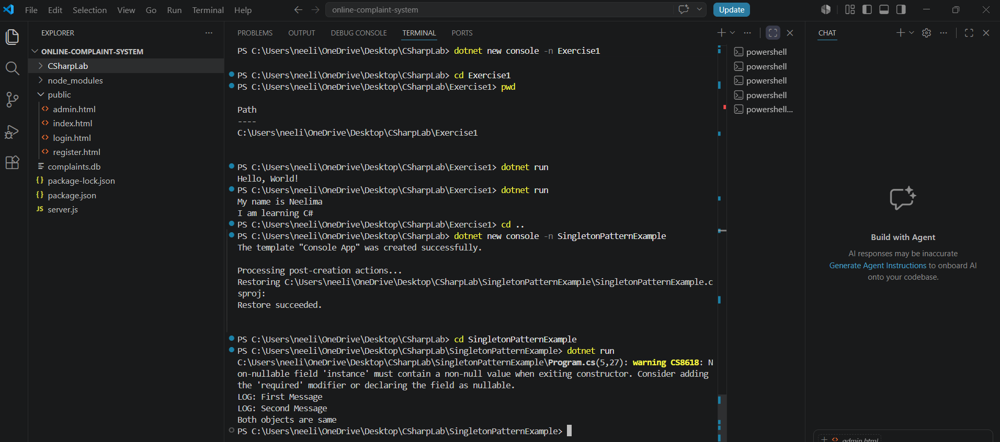 File Edit Selection View Go Run Terminal Help
online-complaint-system
Update
EXPLORER
ONLINE-COMPLAINT-SYSTEM
CSharpLab
node_modules
public
<> admin.html
<> index.html
<> login.html
<> register.html
complaints.db
{} package-lock.json
{} package.json
JS server.js
PROBLEMS OUTPUT DEBUG CONSOLE TERMINAL PORTS
PS C:\Users\neeli\OneDrive\Desktop\CSharpLab> dotnet new console -n Exercise1
PS C:\Users\neeli\OneDrive\Desktop\CSharpLab> cd Exercise1
PS C:\Users\neeli\OneDrive\Desktop\CSharpLab\Exercise1> pwd
Path
----
C:\Users\neeli\OneDrive\Desktop\CSharpLab\Exercise1
PS C:\Users\neeli\OneDrive\Desktop\CSharpLab\Exercise1> dotnet run
Hello, World!
PS C:\Users\neeli\OneDrive\Desktop\CSharpLab\Exercise1> dotnet run
My name is Neelima
I am learning C#
PS C:\Users\neeli\OneDrive\Desktop\CSharpLab\Exercise1> cd ..
PS C:\Users\neeli\OneDrive\Desktop\CSharpLab> dotnet new console -n SingletonPatternExample
The template "Console App" was created successfully.
Processing post-creation actions...
Restoring C:\Users\neeli\OneDrive\Desktop\CSharpLab\SingletonPatternExample\SingletonPatternExample.c
sproj:
Restore succeeded.
PS C:\Users\neeli\OneDrive\Desktop\CSharpLab> cd SingletonPatternExample
PS C:\Users\neeli\OneDrive\Desktop\CSharpLab\SingletonPatternExample> dotnet run
C:\Users\neeli\OneDrive\Desktop\CSharpLab\SingletonPatternExample\Program.cs(5,27): warning CS8618: N
on-nullable field 'instance' must contain a non-null value when exiting constructor. Consider adding
the 'required' modifier or declaring the field as nullable.
LOG: First Message
LOG: Second Message
Both objects are same
PS C:\Users\neeli\OneDrive\Desktop\CSharpLab\SingletonPatternExample>
powershell
powershell
powershell
powershell
powershell...
CHAT
Build with Agent
AI responses may be inaccurate
Generate Agent Instructions to onboard AI
onto your codebase.
<> admin.html